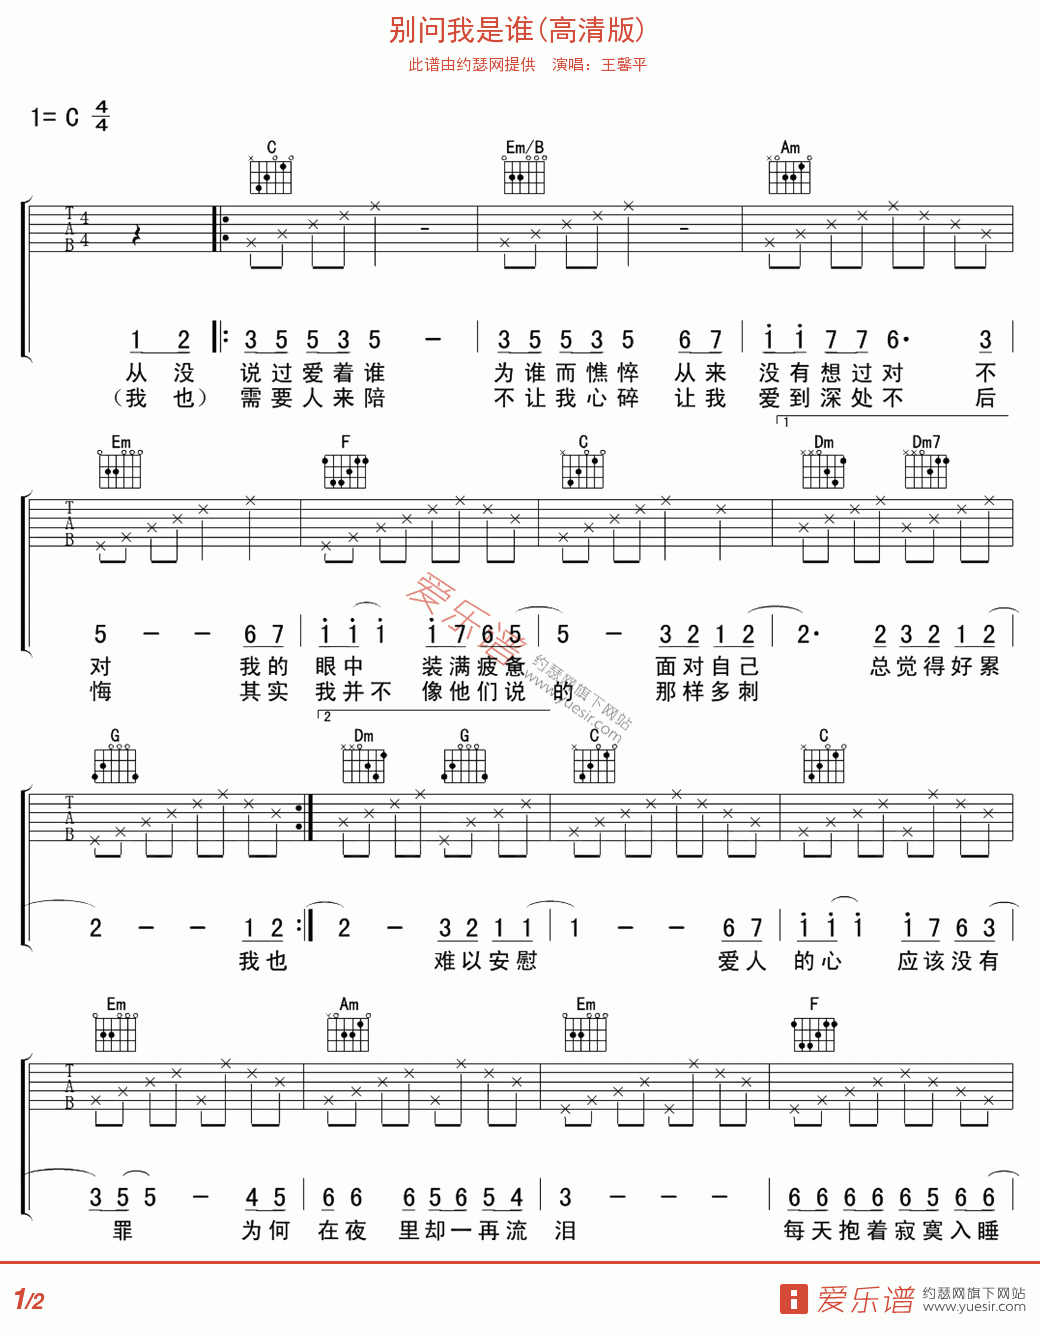 别问我是谁(高清版)
此谱由约瑟网提供 演唱：王馨平
1= C 4/4
C Em/B Am
T A B 4 4
1 2 3 5 5 3 5 － 3 5 5 3 5 6 7 1 1 7 7 6· 3
从没 说过爱着谁 为谁而憔悴 从来 没有想过对 不
（我也） 需要人来陪 不让我心碎 让我 爱到深处不 后
1
Em F C Dm Dm7
T A B
5 － － 6 7 1 1 1 1 7 6 5 5 － 3 2 1 2 2· 2 3 2 1 2
对 我的 眼中 装满疲惫 面对自己 总觉得好累
悔 其实 我并不 像他们说 的 那样多刺
2
G Dm G C C
T A B
2 － － 1 2 2 － 3 2 1 1 1 － － 6 7 1 1 1 1 7 6 3
我也 难以安慰 爱人 的心 应该没有
Em Am Em F
T A B
3 5 5 － 4 5 6 6 6 5 6 5 4 3 － － － 6 6 6 6 6 5 6 6
罪 为何 在夜 里却一再流 泪 每天抱着寂寞入睡
爱乐谱
约瑟网旗下网站
www.yuesir.com
1/2
爱乐谱
约瑟网旗下网站
www.yuesir.com